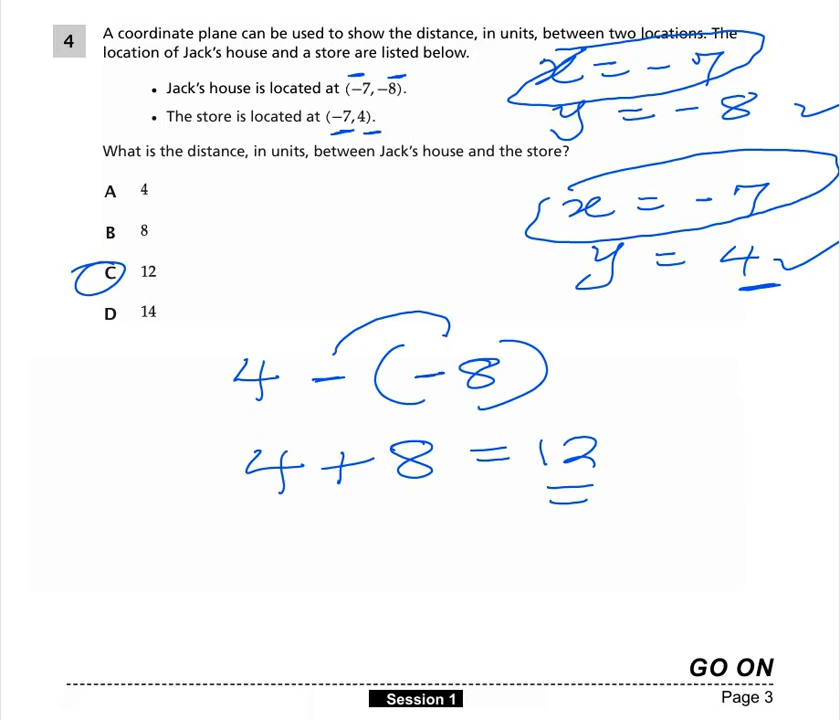 4 A coordinate plane can be used to show the distance, in units, between two locations. The
location of Jack's house and a store are listed below.
• Jack's house is located at (−7, −8).
• The store is located at (−7, 4).
What is the distance, in units, between Jack's house and the store?
A 4
B 8
C 12
D 14
x = - 7
y = - 8
x = - 7
y = 4
4 - (- 8)
4 + 8 = 12
GO ON
Session 1
Page 3